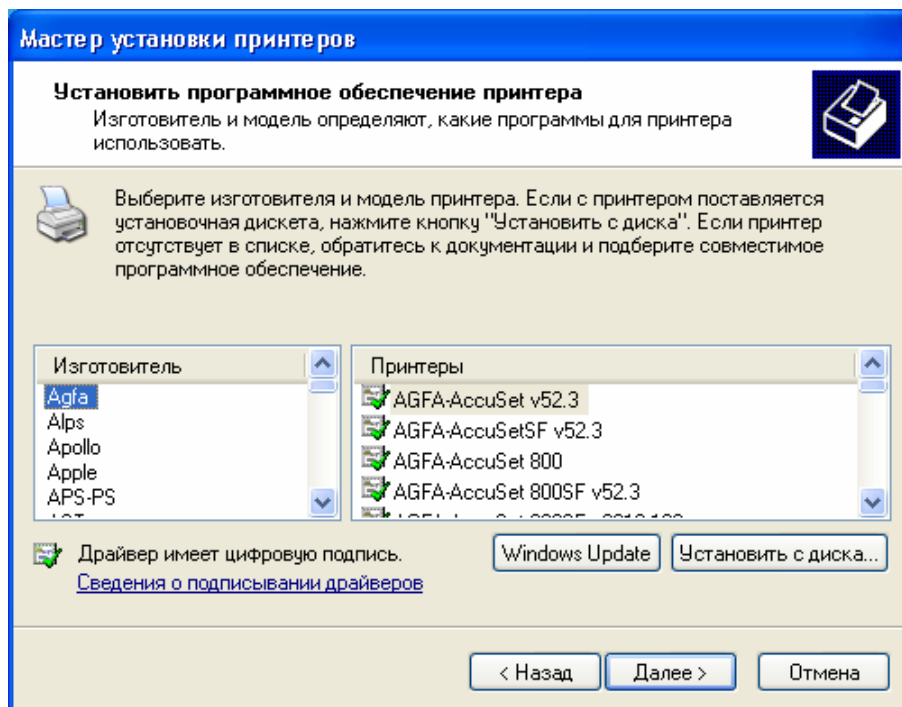 Мастер установки принтеров
Установить программное обеспечение принтера
Изготовитель и модель определяют, какие программы для принтера
использовать.
Выберите изготовителя и модель принтера. Если с принтером поставляется
установочная дискета, нажмите кнопку "Установить с диска". Если принтер
отсутствует в списке, обратитесь к документации и подберите совместимое
программное обеспечение.
Изготовитель
Agfa
Alps
Apollo
Apple
APS-PS
Принтеры
AGFA-AccuSet v52.3
AGFA-AccuSetSF v52.3
AGFA-AccuSet 800
AGFA-AccuSet 800SF v52.3
Драйвер имеет цифровую подпись.
Сведения о подписывании драйверов
Windows Update
Установить с диска...
< Назад
Далее >
Отмена